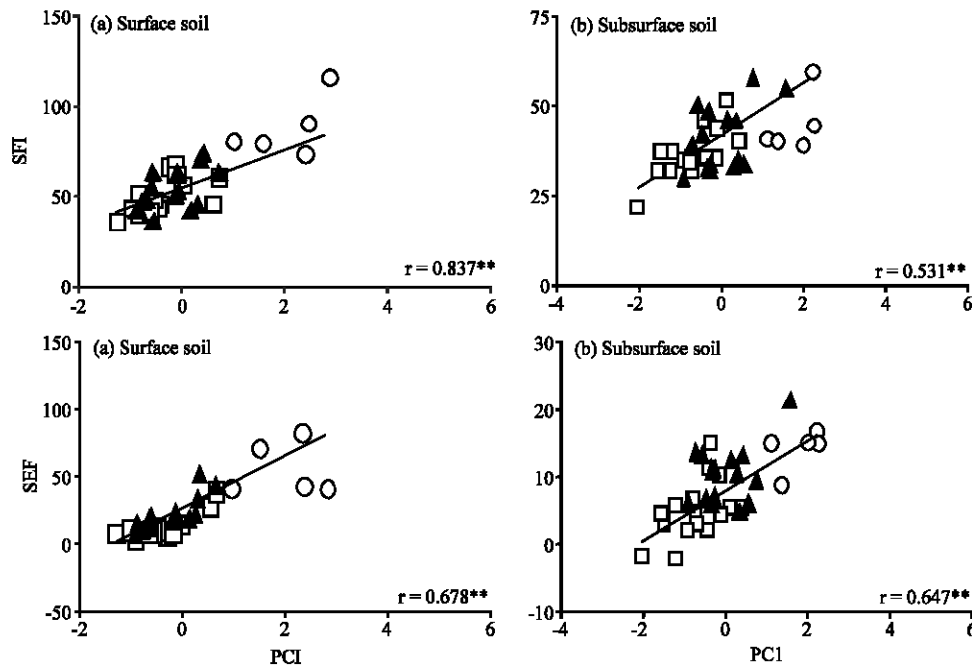 (a) Surface soil
SFI
150
100
50
0
r = 0.837**
-2 0 2 4 6
(b) Subsurface soil
75
50
25
0
r = 0.531**
-4 -2 0 2 4 6
(a) Surface soil
SEF
150
100
50
0
-50
r = 0.678**
-2 0 2 4 6
PCI
(b) Subsurface soil
30
20
10
0
-10
r = 0.647**
-4 -2 0 2 4 6
PC1